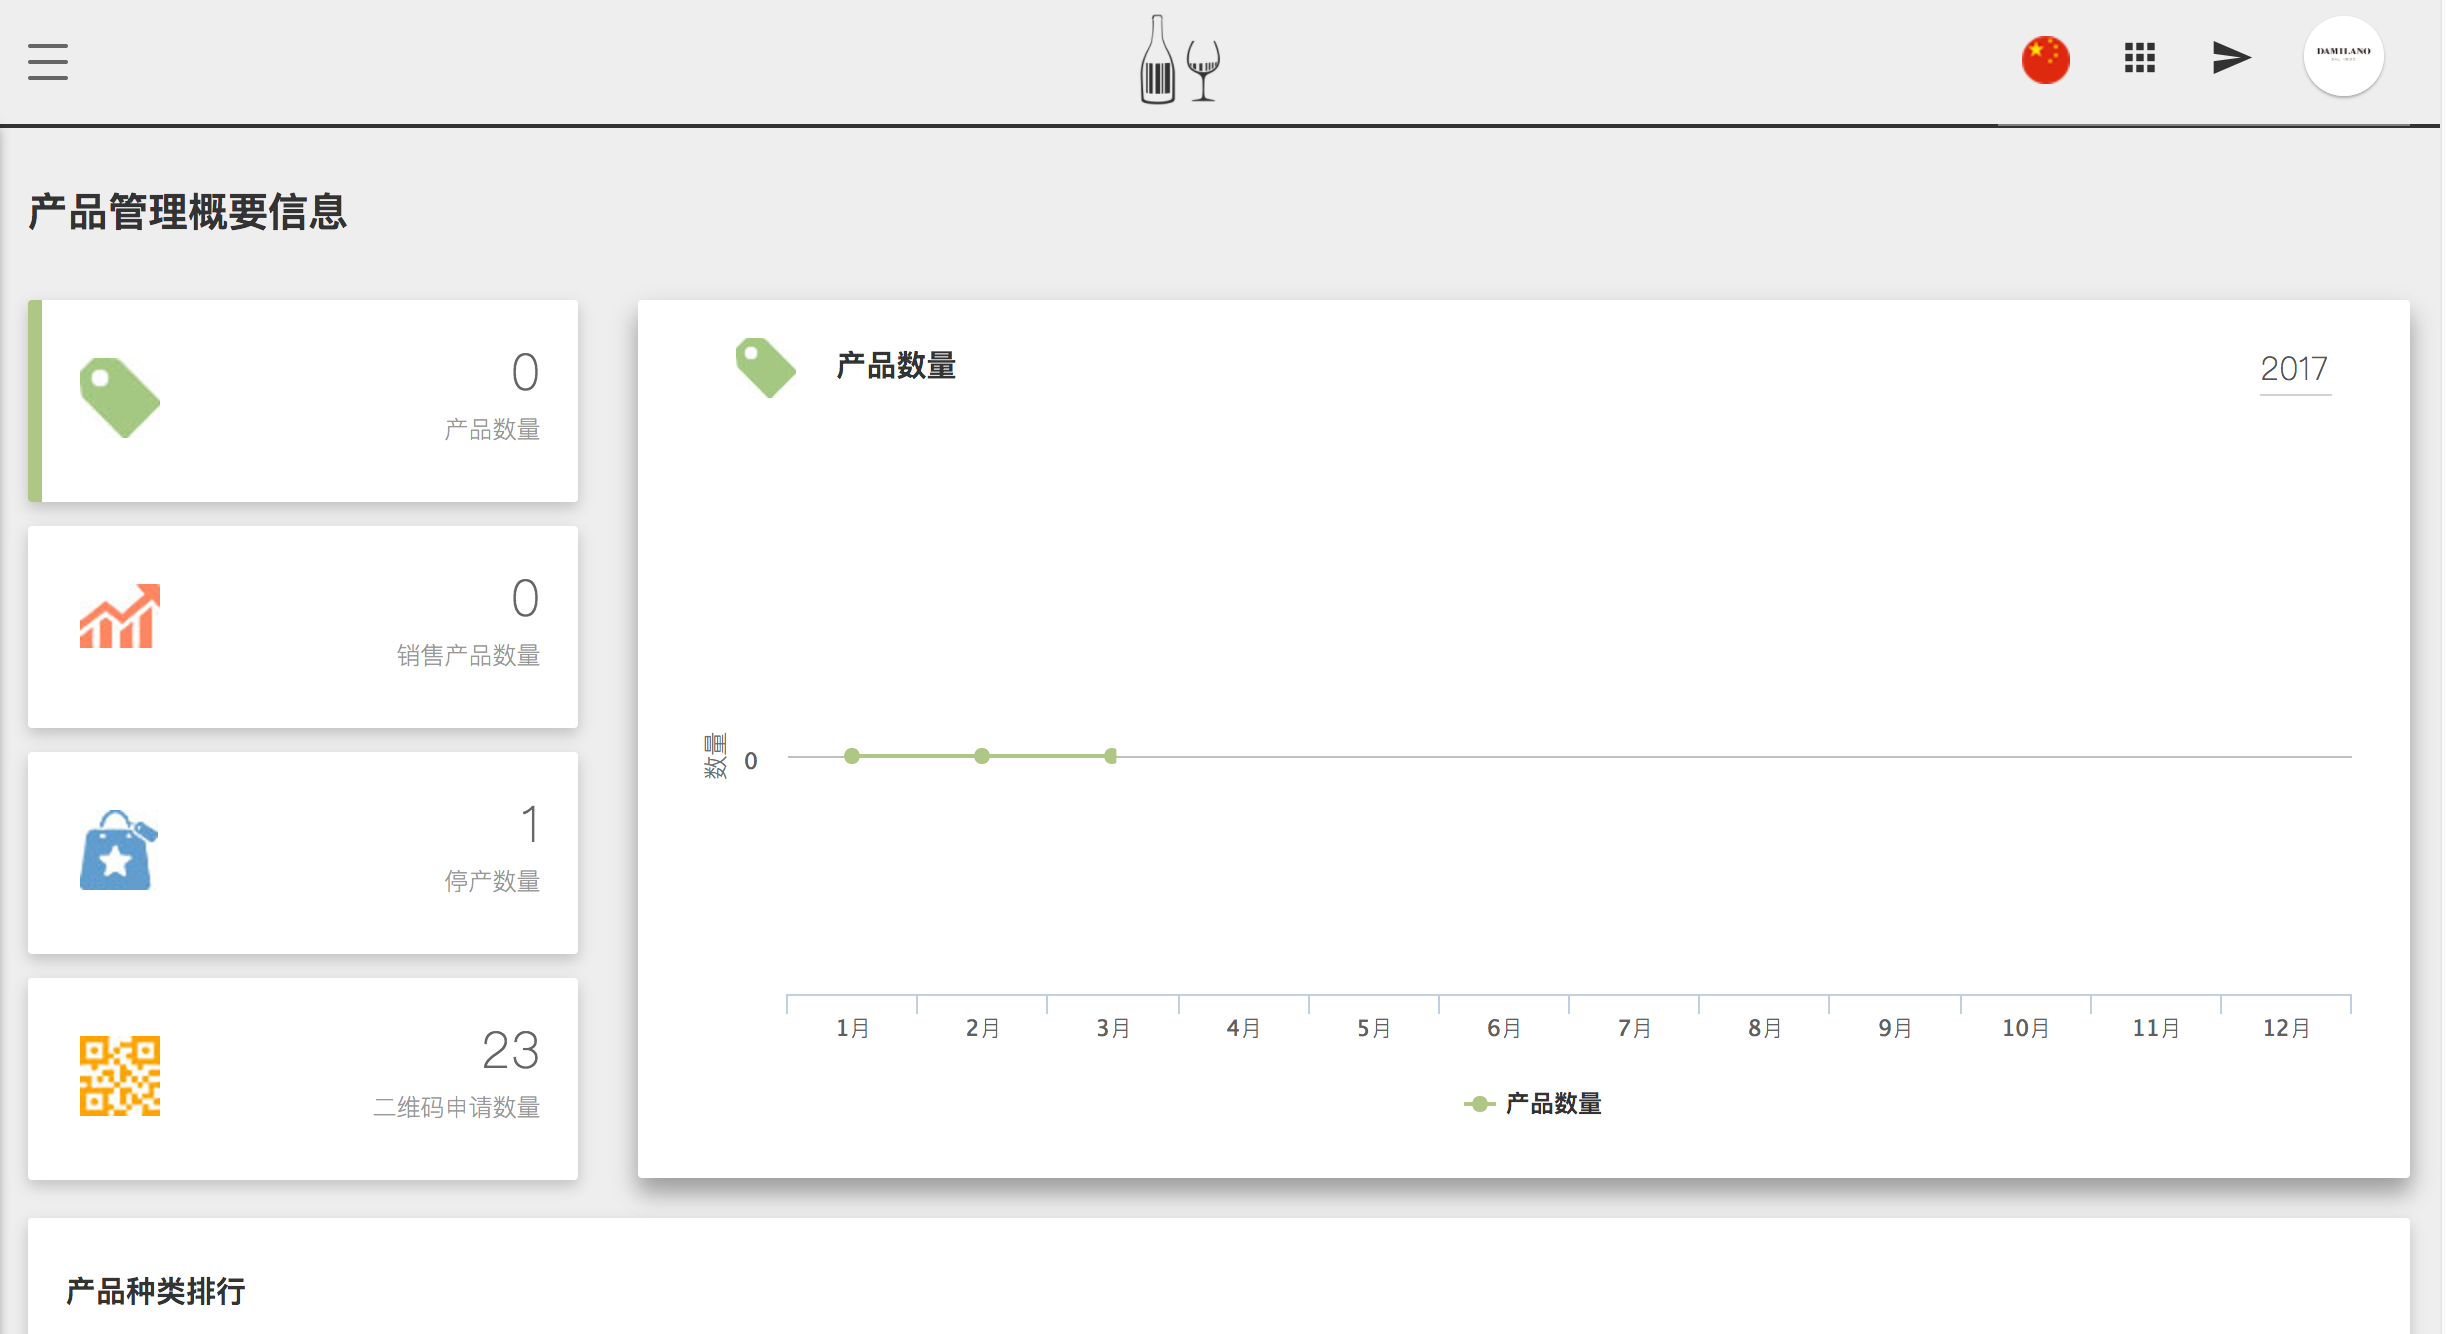 DAMILANO
产品管理概要信息
0
产品数量
0
销售产品数量
1
停产数量
23
二维码申请数量
产品数量
2017
数量
0
1月 2月 3月 4月 5月 6月 7月 8月 9月 10月 11月 12月
产品数量
产品种类排行